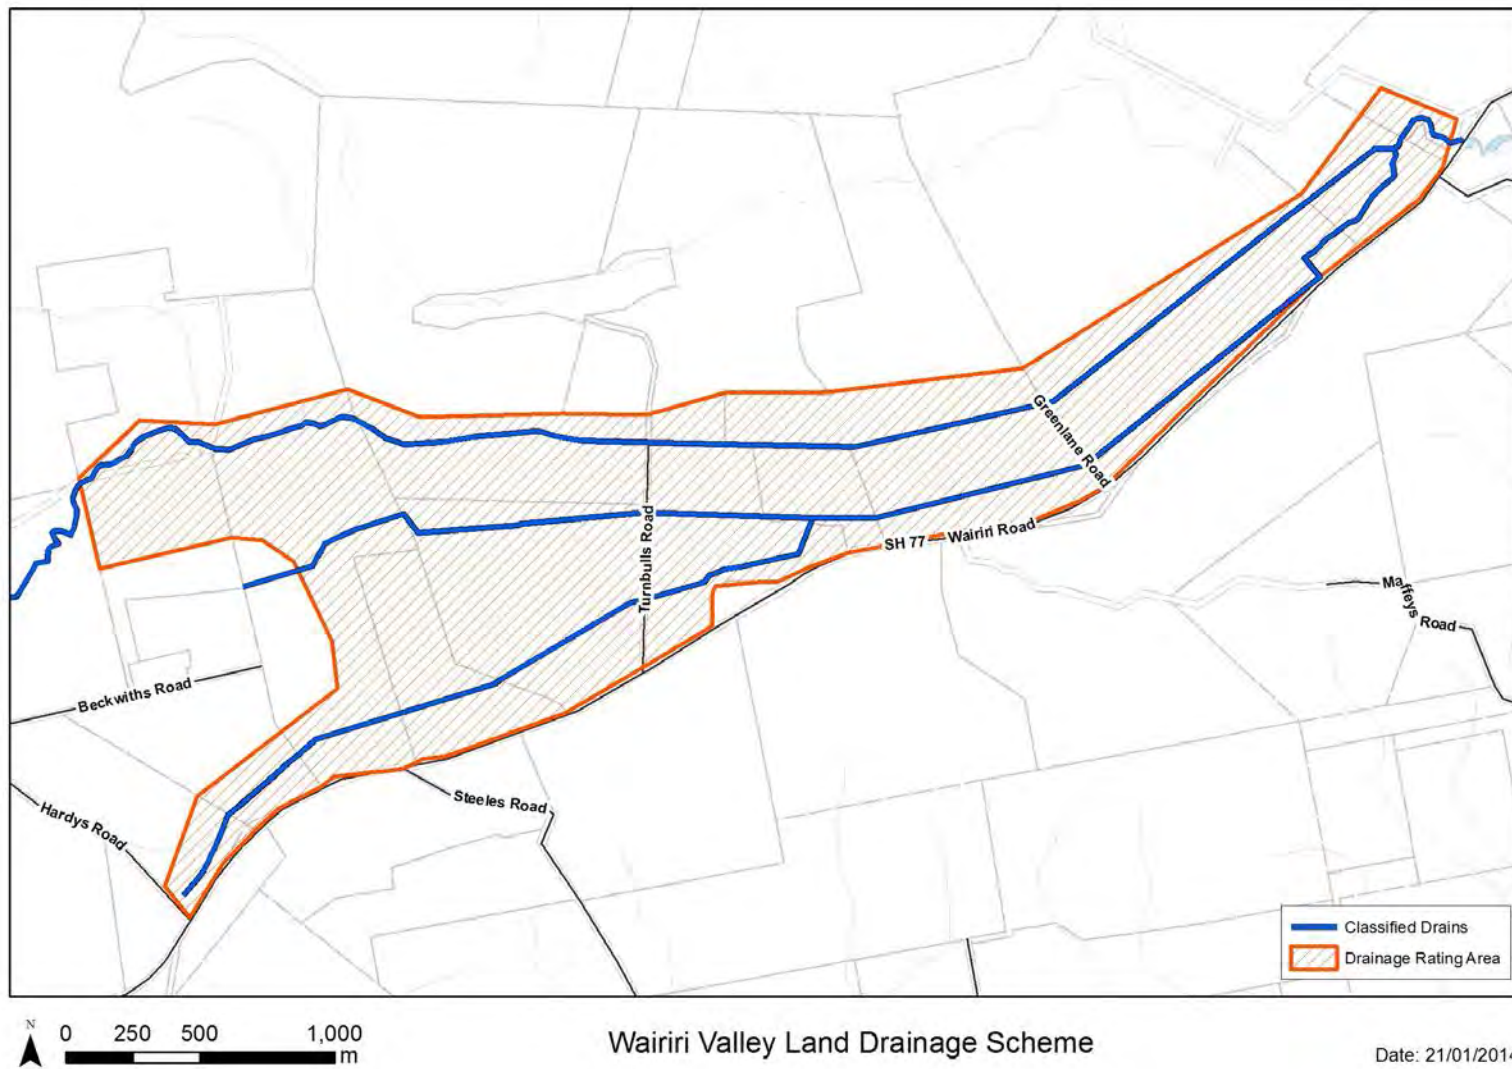 Greenlane Road
Turnbulls Road
SH 77
Wairiri Road
Maffeys Road
Beckwiths Road
Hardys Road
Steeles Road
Classified Drains
Drainage Rating Area
N
0 250 500 1,000
m
Wairiri Valley Land Drainage Scheme
Date: 21/01/2014